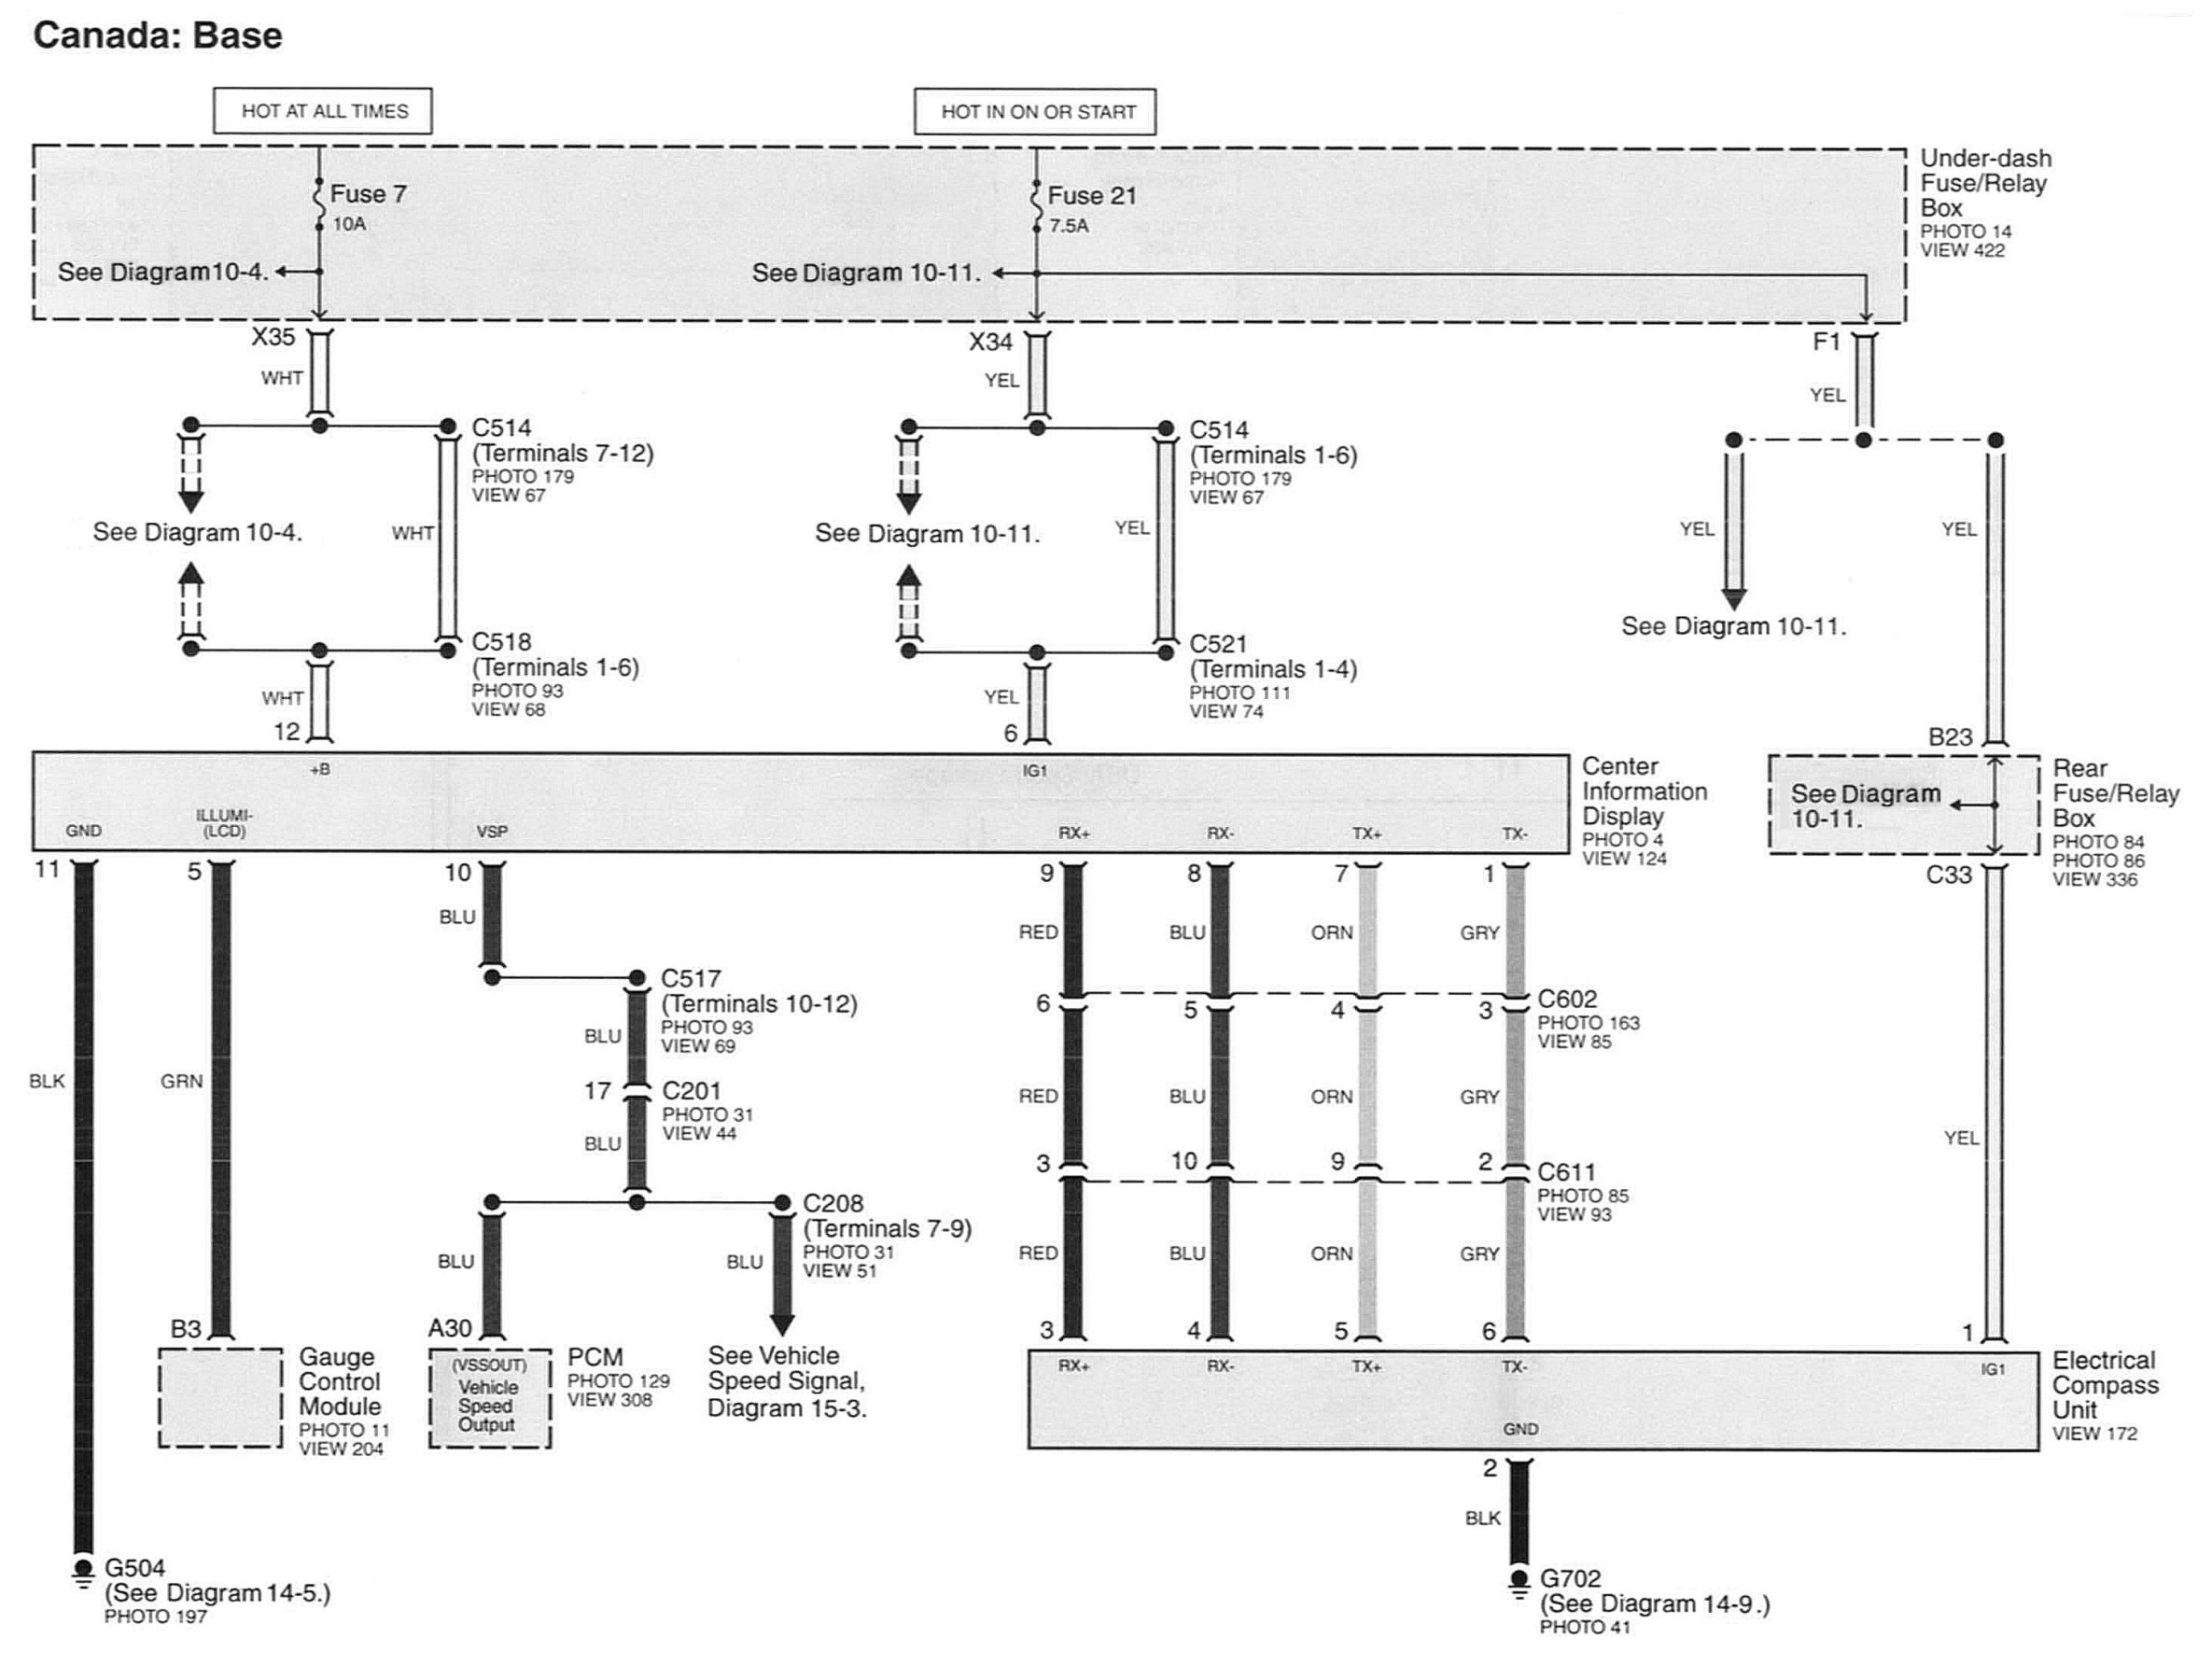 Canada: Base
HOT AT ALL TIMES
HOT IN ON OR START
Fuse 7
10A
See Diagram10-4.
Fuse 21
7.5A
See Diagram 10-11.
Under-dash
Fuse/Relay
Box
PHOTO 14
VIEW 422
X35
WHT
X34
YEL
F1
YEL
C514
(Terminals 7-12)
PHOTO 179
VIEW 67
See Diagram 10-4.
WHT
C518
(Terminals 1-6)
PHOTO 93
VIEW 68
WHT
12
C514
(Terminals 1-6)
PHOTO 179
VIEW 67
See Diagram 10-11.
YEL
C521
(Terminals 1-4)
PHOTO 111
VIEW 74
YEL
6
YEL
See Diagram 10-11.
YEL
B23
+B
IG1
GND
ILLUMI-
(LCD)
VSP
RX+
RX-
TX+
TX-
Center
Information
Display
PHOTO 4
VIEW 124
See Diagram
10-11.
Rear
Fuse/Relay
Box
PHOTO 84
PHOTO 86
VIEW 336
11
5
10
9
8
7
1
C33
BLU
RED
BLU
ORN
GRY
C517
(Terminals 10-12)
PHOTO 93
VIEW 69
6
5
4
3
C602
PHOTO 163
VIEW 85
BLK
GRN
BLU
17
C201
PHOTO 31
VIEW 44
BLU
RED
BLU
ORN
GRY
YEL
3
10
9
2
C611
PHOTO 85
VIEW 93
C208
(Terminals 7-9)
PHOTO 31
VIEW 51
BLU
BLU
RED
BLU
ORN
GRY
B3
A30
3
4
5
6
1
Gauge
Control
Module
PHOTO 11
VIEW 204
(VSSOUT)
Vehicle
Speed
Output
PCM
PHOTO 129
VIEW 308
See Vehicle
Speed Signal,
Diagram 15-3.
RX+
RX-
TX+
TX-
IG1
GND
Electrical
Compass
Unit
VIEW 172
2
BLK
G504
(See Diagram 14-5.)
PHOTO 197
G702
(See Diagram 14-9.)
PHOTO 41